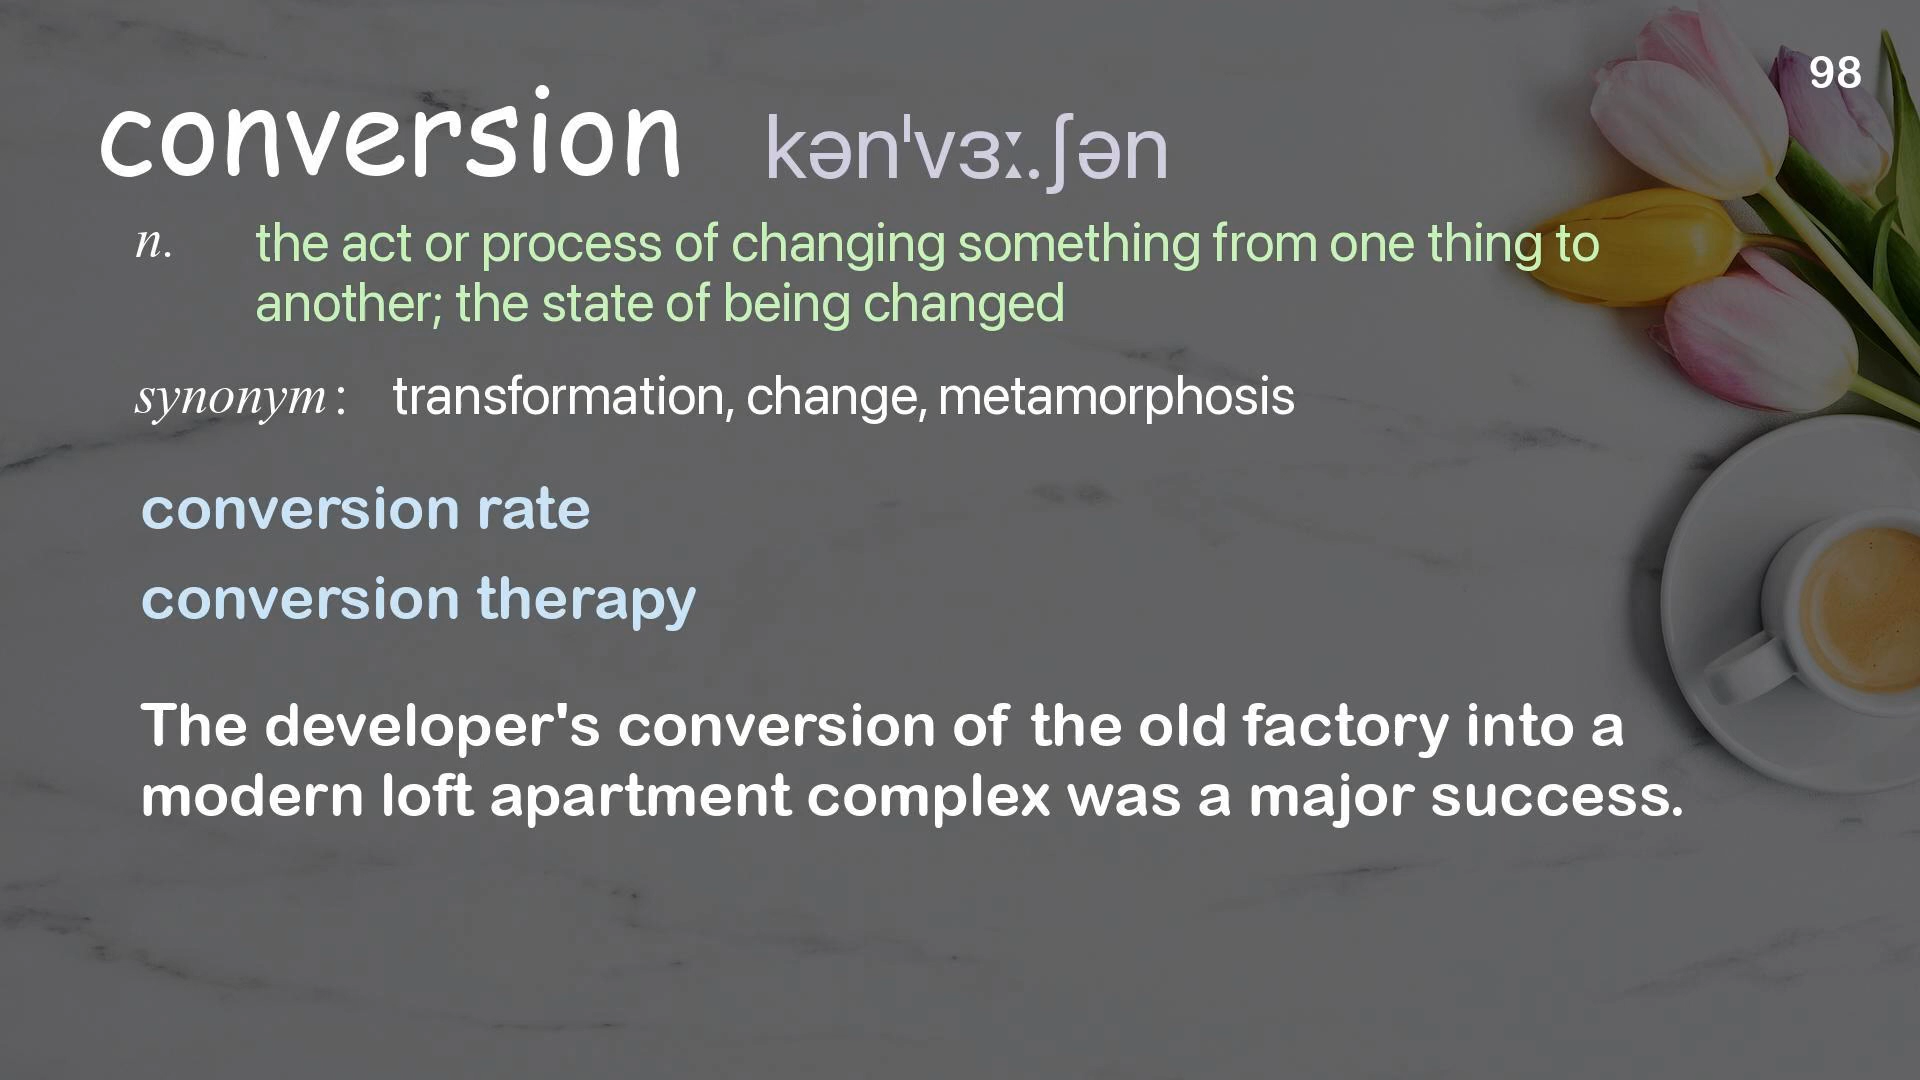 98
conversion kənˈvɜː.ʃən
n. the act or process of changing something from one thing to
another; the state of being changed
synonym: transformation, change, metamorphosis
conversion rate
conversion therapy
The developer's conversion of the old factory into a
modern loft apartment complex was a major success.